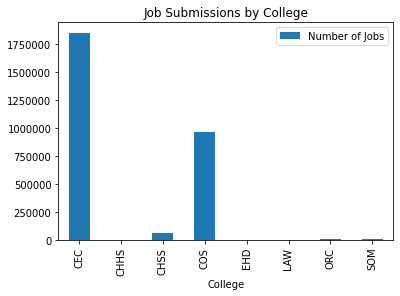 Job Submissions by College
Number of Jobs
1750000
1500000
1250000
1000000
750000
500000
250000
0
CEC
CHHS
CHSS
COS
EHD
LAW
ORC
SOM
College